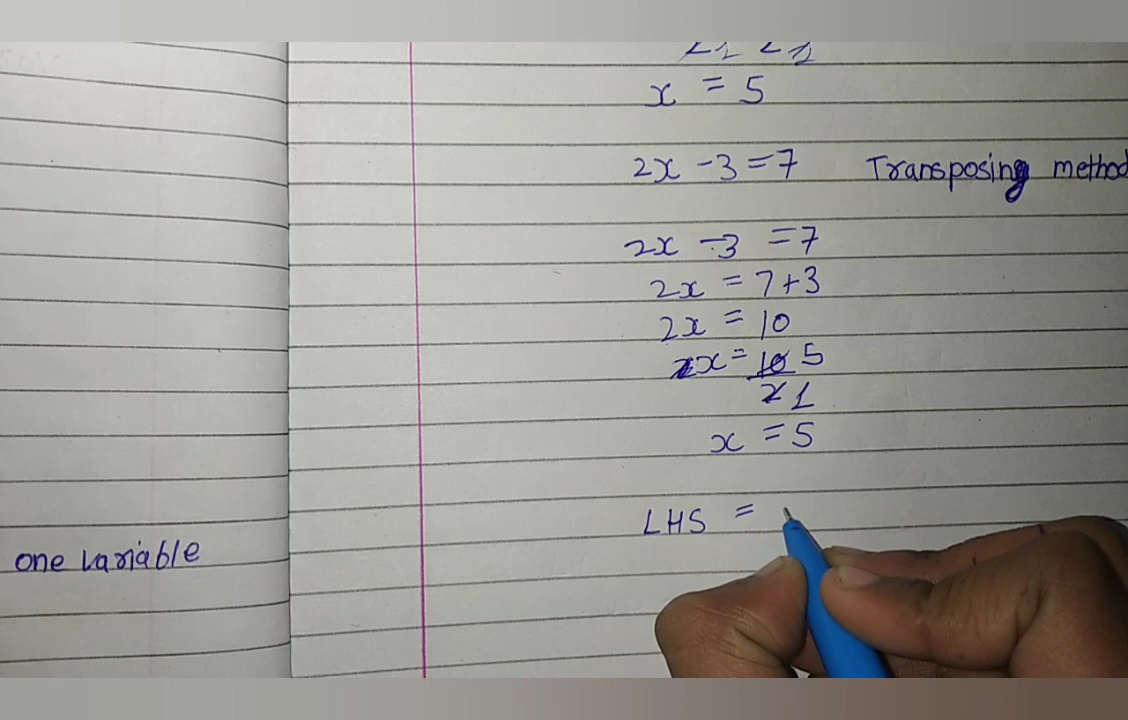 one variable
x = 5
2x - 3 = 7 Transposing method
2x - 3 = 7
2x = 7 + 3
2x = 10
x = 10 5
2 1
x = 5
LHS =